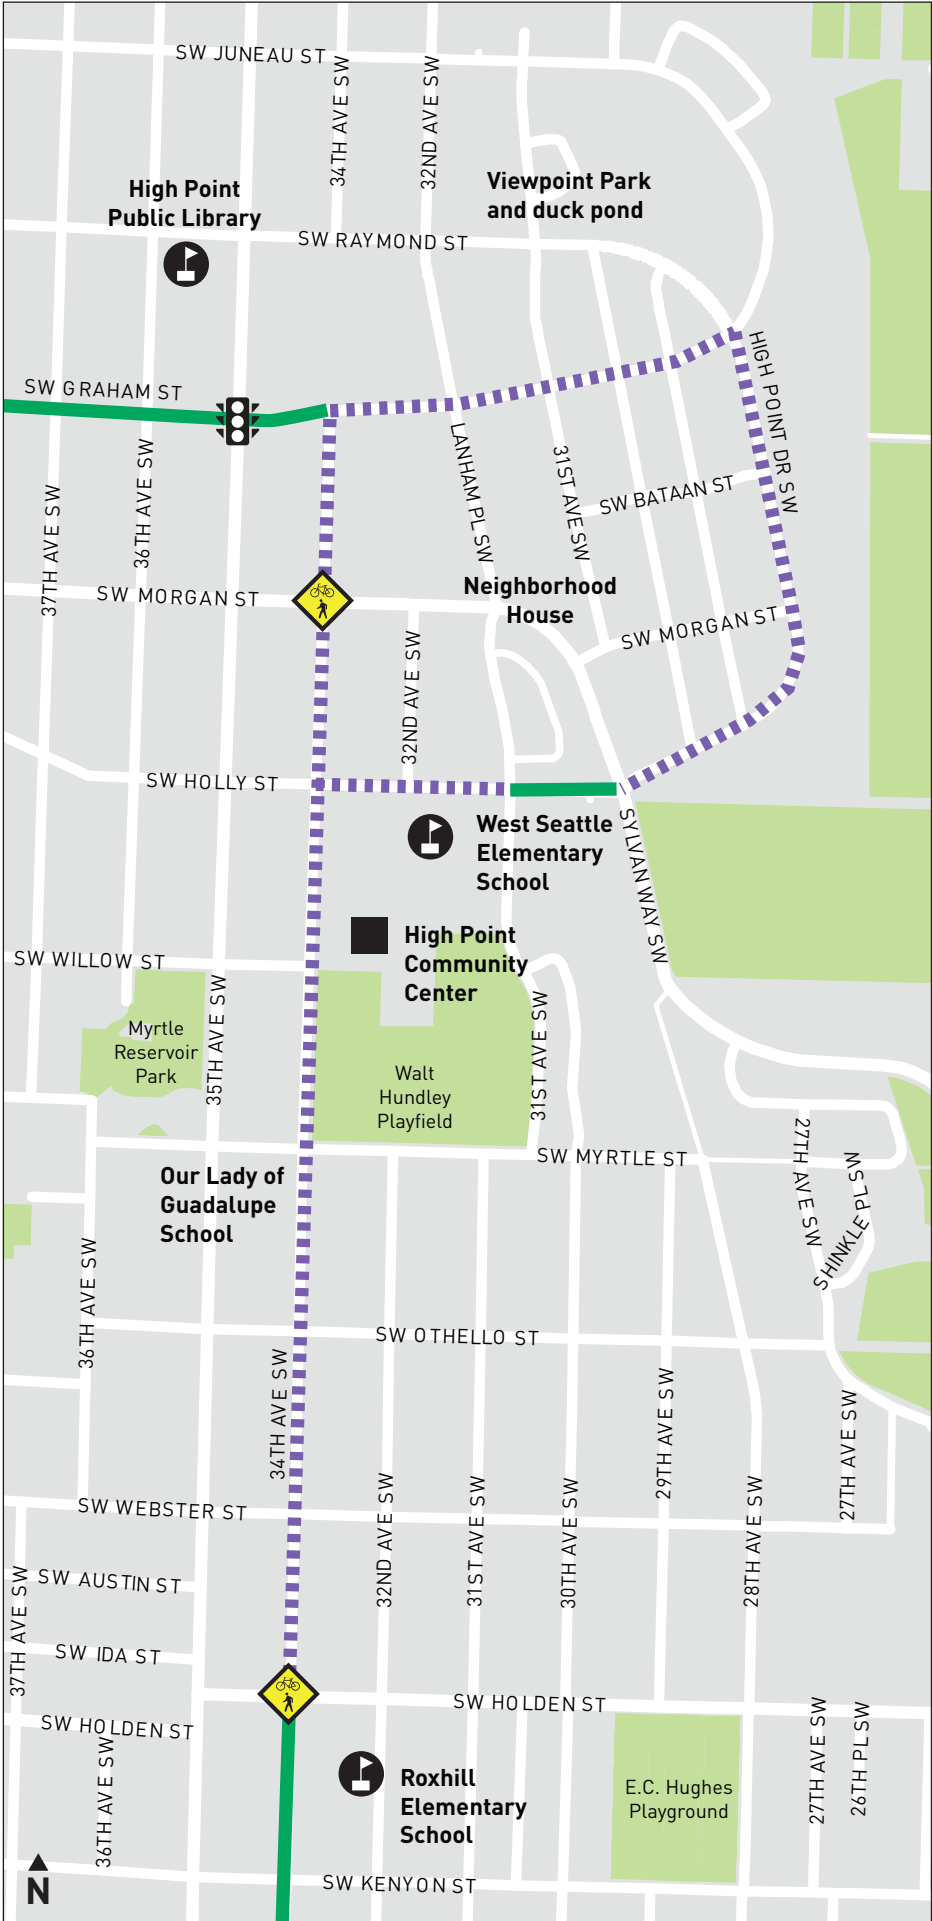 SW JUNEAU ST
34TH AVE SW
32ND AVE SW
High Point
Public Library
Viewpoint Park
and duck pond
SW RAYMOND ST
SW GRAHAM ST
HIGH POINT DR SW
37TH AVE SW
36TH AVE SW
LANHAM PL SW
31ST AVE SW
SW BATAAN ST
SW MORGAN ST
Neighborhood
House
SW MORGAN ST
32ND AVE SW
SW HOLLY ST
West Seattle
Elementary
School
SYLVAN WAY SW
High Point
Community
Center
SW WILLOW ST
35TH AVE SW
31ST AVE SW
Myrtle
Reservoir
Park
Walt
Hundley
Playfield
SW MYRTLE ST
27TH AVE SW
SHINKLE PL SW
Our Lady of
Guadalupe
School
36TH AVE SW
SW OTHELLO ST
34TH AVE SW
29TH AVE SW
27TH AVE SW
SW WEBSTER ST
32ND AVE SW
31ST AVE SW
30TH AVE SW
28TH AVE SW
37TH AVE SW
SW AUSTIN ST
SW IDA ST
SW HOLDEN ST
SW HOLDEN ST
36TH AVE SW
27TH AVE SW
26TH PL SW
Roxhill
Elementary
School
E.C. Hughes
Playground
N
SW KENYON ST